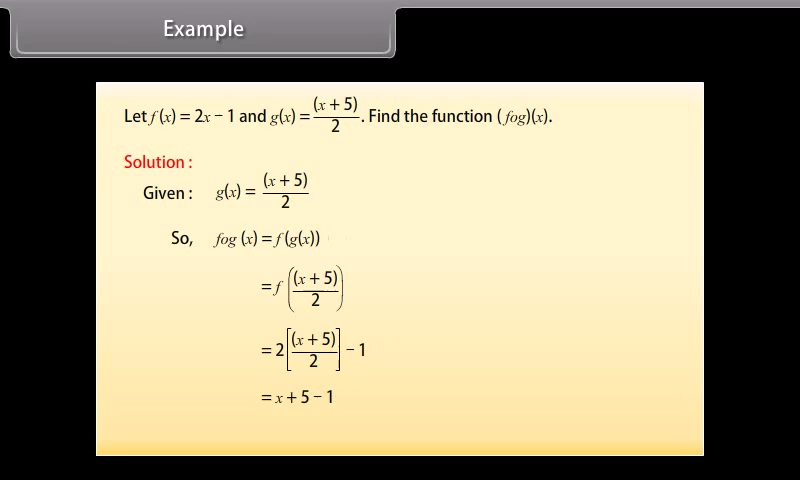 Example
Let f(x) = 2x − 1 and g(x) = (x + 5)/2. Find the function (fog)(x).
Solution :
Given : g(x) = (x + 5)/2
So, fog (x) = f(g(x))
= f ((x + 5)/2)
= 2[(x + 5)/2] − 1
= x + 5 − 1